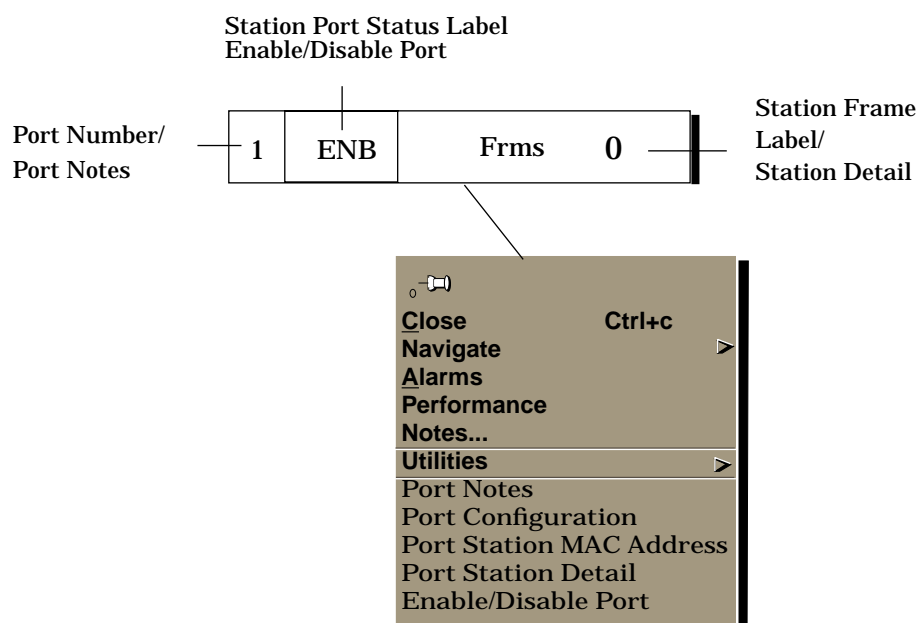 Station Port Status Label
Enable/Disable Port
Port Number/
Port Notes
1 ENB Frms 0
Station Frame
Label/
Station Detail
Close Ctrl+c
Navigate
Alarms
Performance
Notes...
Utilities
Port Notes
Port Configuration
Port Station MAC Address
Port Station Detail
Enable/Disable Port